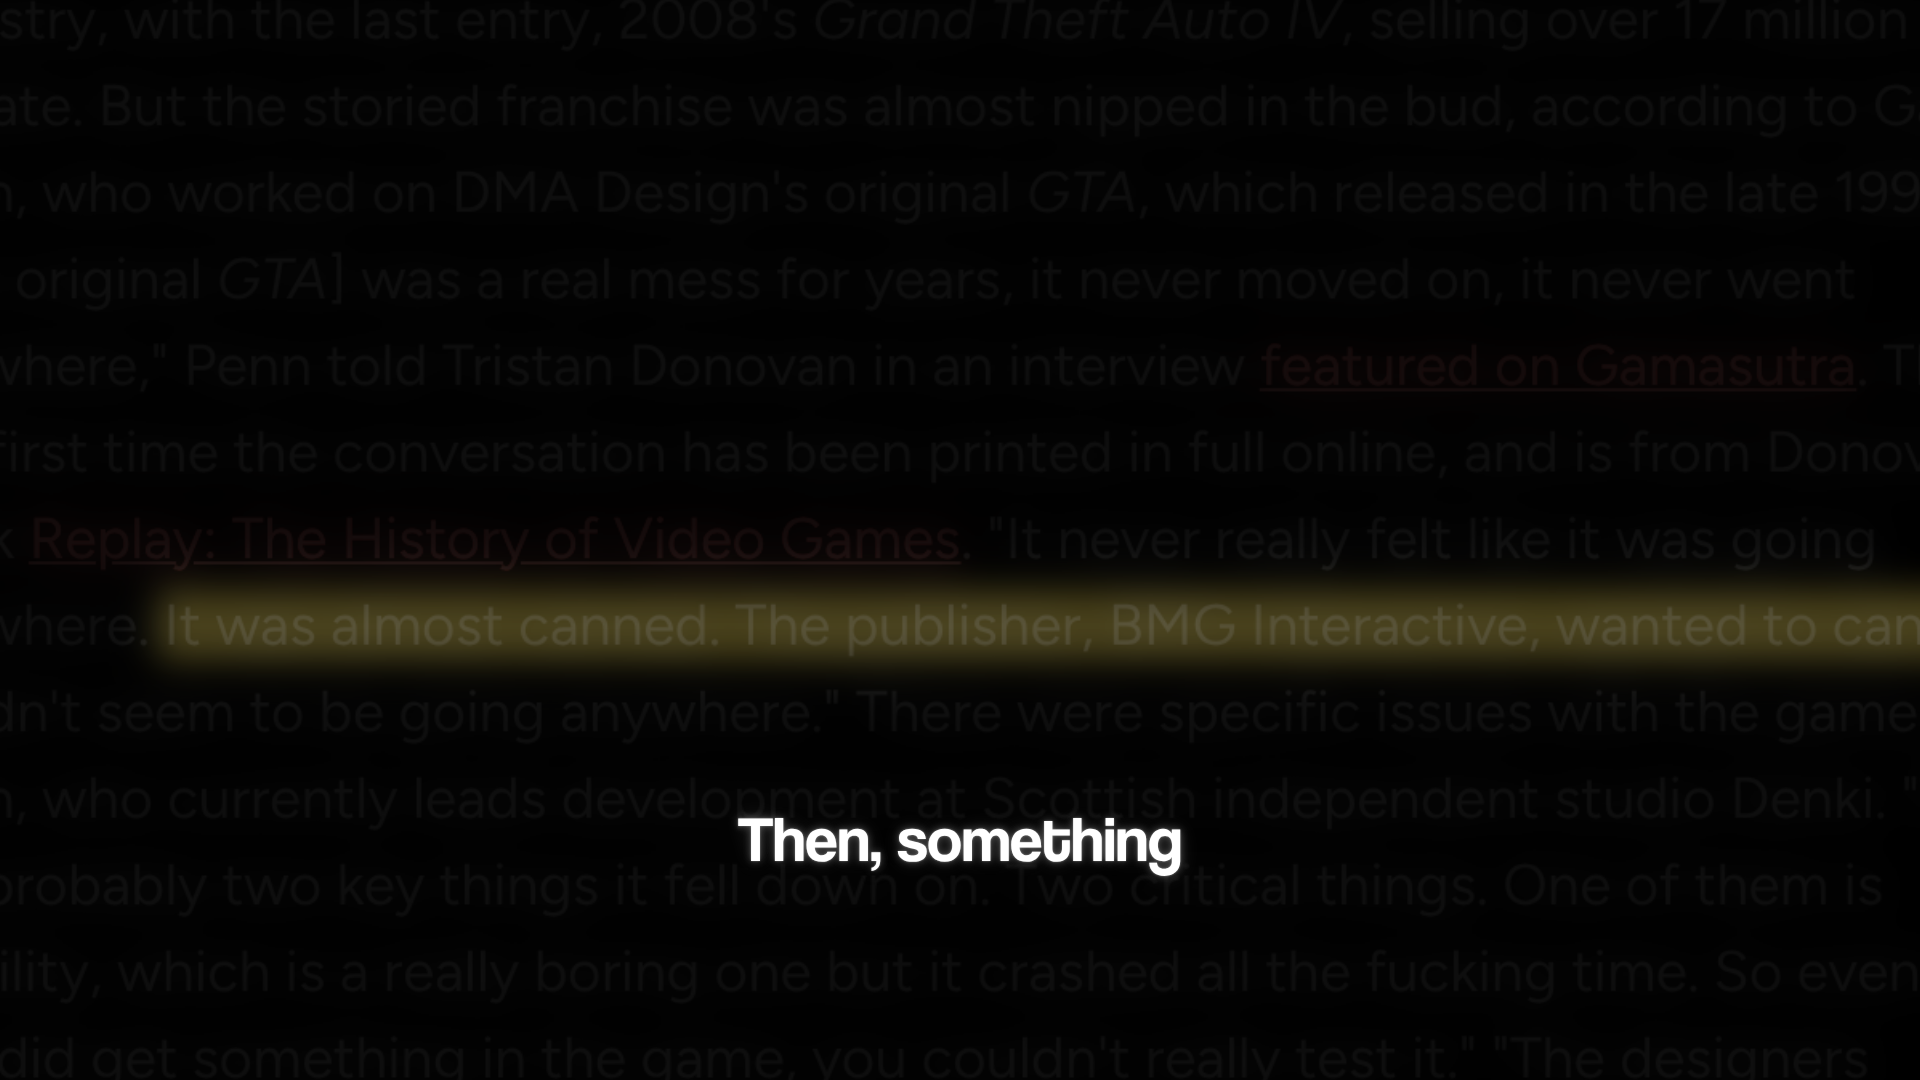 stry, with the last entry, 2008's Grand Theft Auto IV, selling over 17 million
ate. But the storied franchise was almost nipped in the bud, according to G
n, who worked on DMA Design's original GTA, which released in the late 199
original GTA] was a real mess for years, it never moved on, it never went
where," Penn told Tristan Donovan in an interview featured on Gamasutra. T
first time the conversation has been printed in full online, and is from Donov
k Replay: The History of Video Games. "It never really felt like it was going
where. It was almost canned. The publisher, BMG Interactive, wanted to can
dn't seem to be going anywhere." There were specific issues with the game
n, who currently leads development at Scottish independent studio Denki. "
Then, something
probably two key things it fell down on. Two critical things. One of them is
ility, which is a really boring one but it crashed all the fucking time. So even
did get something in the game, you couldn't really test it." "The designers